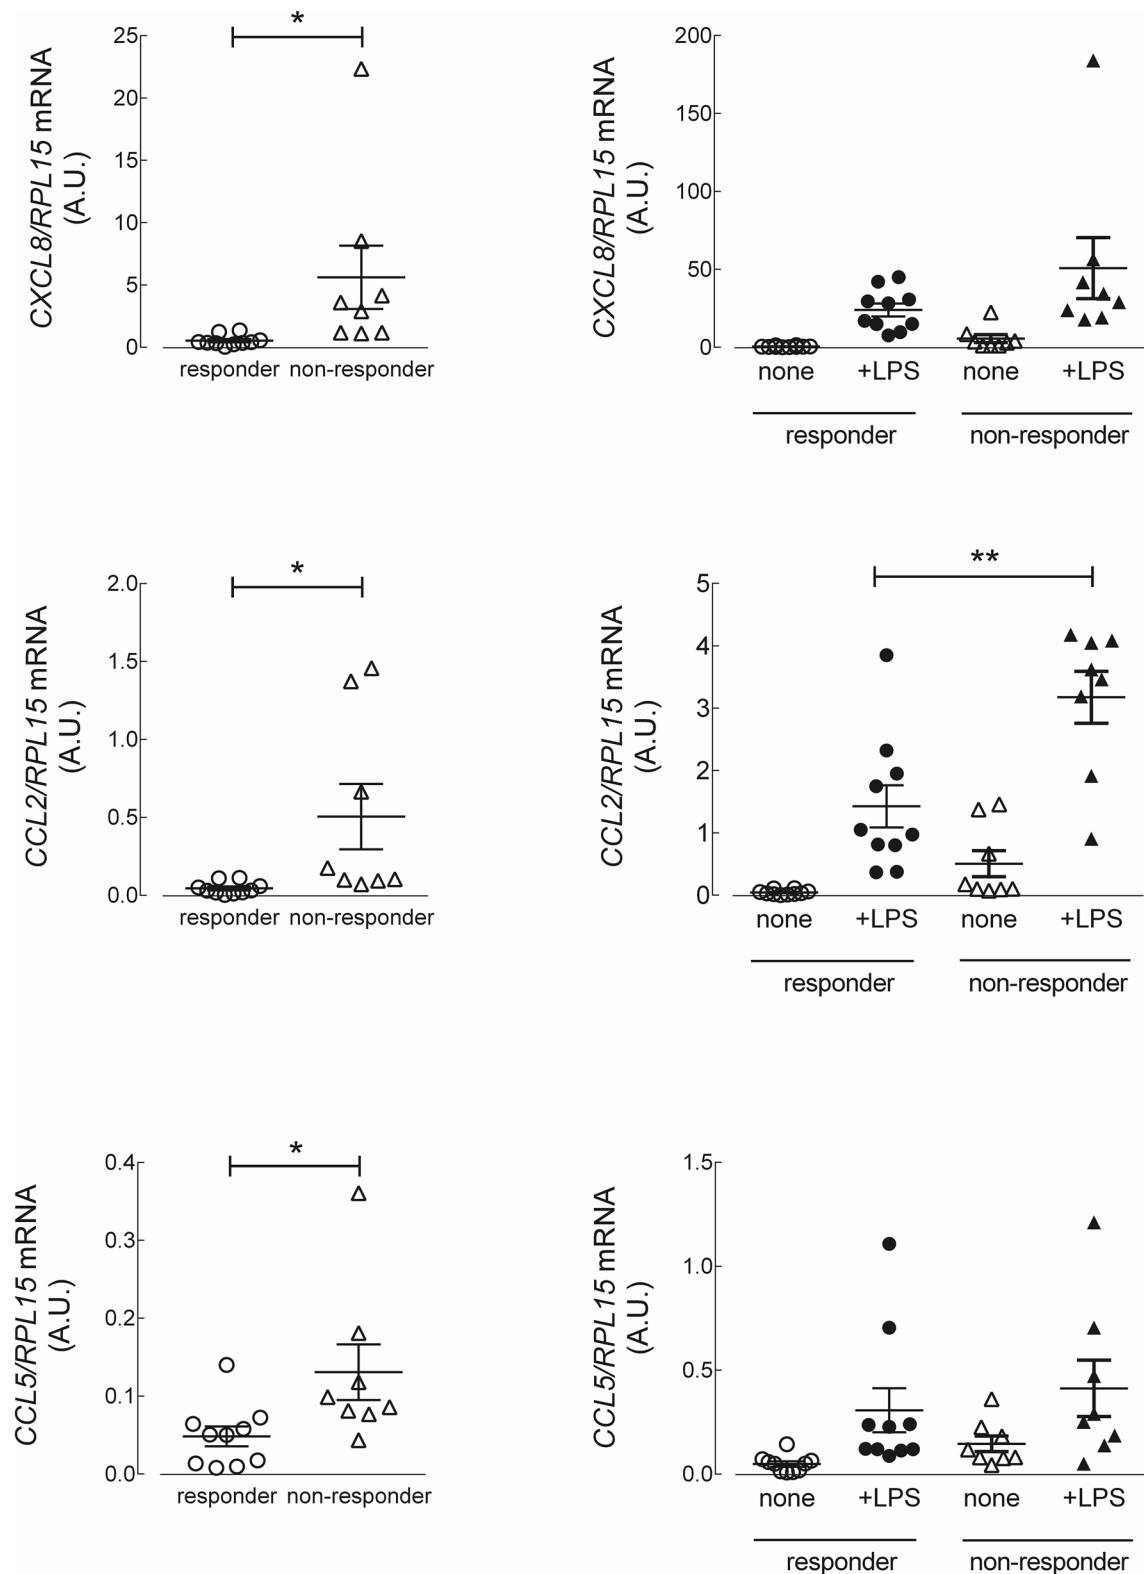 *
25
20
15
10
5
0
CXCL8/RPL15 mRNA
(A.U.)
responder non-responder
200
150
100
50
0
CXCL8/RPL15 mRNA
(A.U.)
none +LPS none +LPS
responder non-responder
*
2.0
1.5
1.0
0.5
0.0
CCL2/RPL15 mRNA
(A.U.)
responder non-responder
**
5
4
3
2
1
0
CCL2/RPL15 mRNA
(A.U.)
none +LPS none +LPS
responder non-responder
*
0.4
0.3
0.2
0.1
0.0
CCL5/RPL15 mRNA
(A.U.)
responder non-responder
1.5
1.0
0.5
0.0
CCL5/RPL15 mRNA
(A.U.)
none +LPS none +LPS
responder non-responder